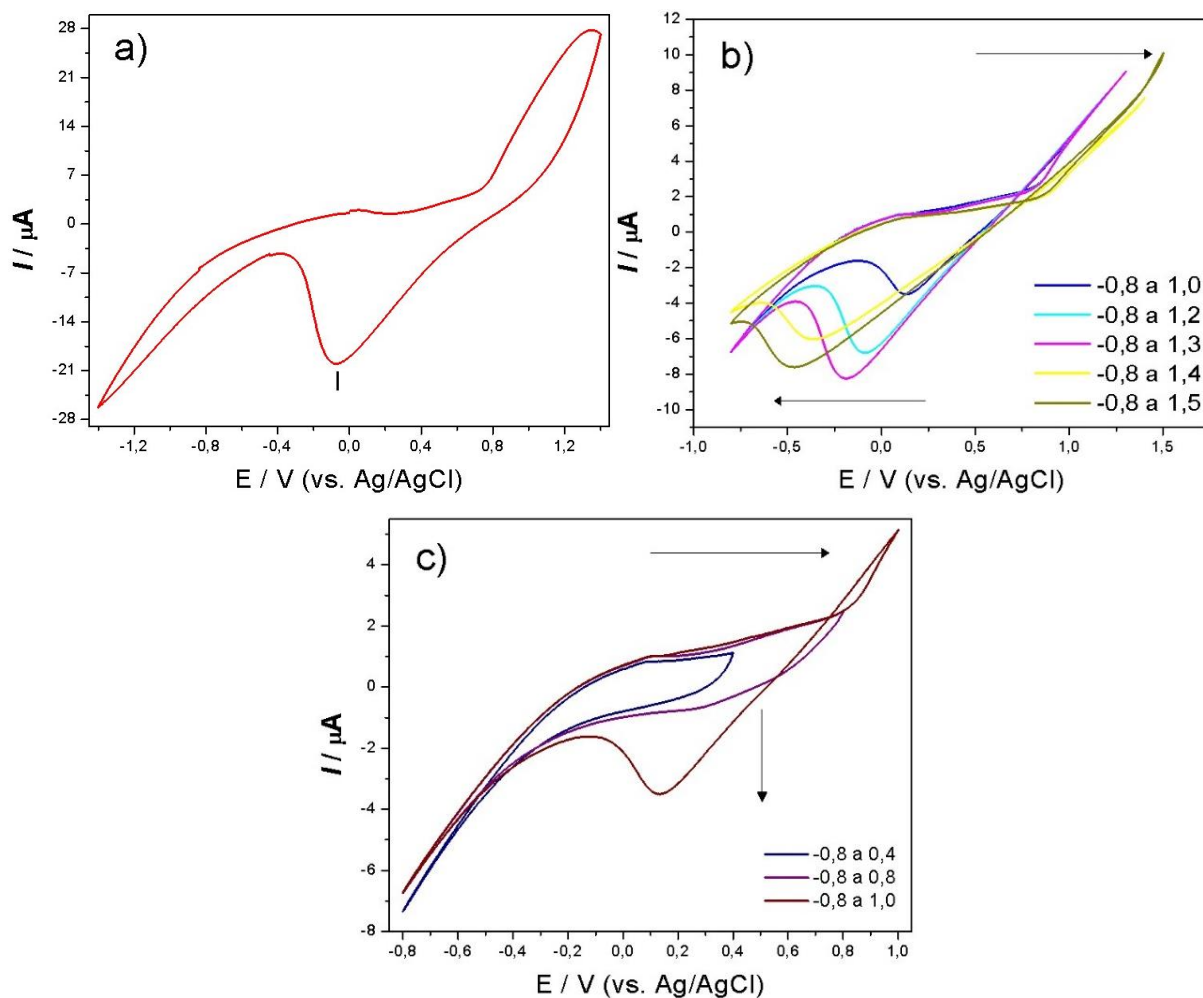 a)
28
21
14
7
0
-7
-14
-21
-28
I / µA
I
-1,2 -0,8 -0,4 0,0 0,4 0,8 1,2
E / V (vs. Ag/AgCl)
b)
12
10
8
6
4
2
0
-2
-4
-6
-8
-10
I / µA
-0,8 a 1,0
-0,8 a 1,2
-0,8 a 1,3
-0,8 a 1,4
-0,8 a 1,5
-1,0 -0,5 0,0 0,5 1,0 1,5
E / V (vs. Ag/AgCl)
c)
4
2
0
-2
-4
-6
-8
I / µA
-0,8 a 0,4
-0,8 a 0,8
-0,8 a 1,0
-0,8 -0,6 -0,4 -0,2 0,0 0,2 0,4 0,6 0,8 1,0
E / V (vs. Ag/AgCl)